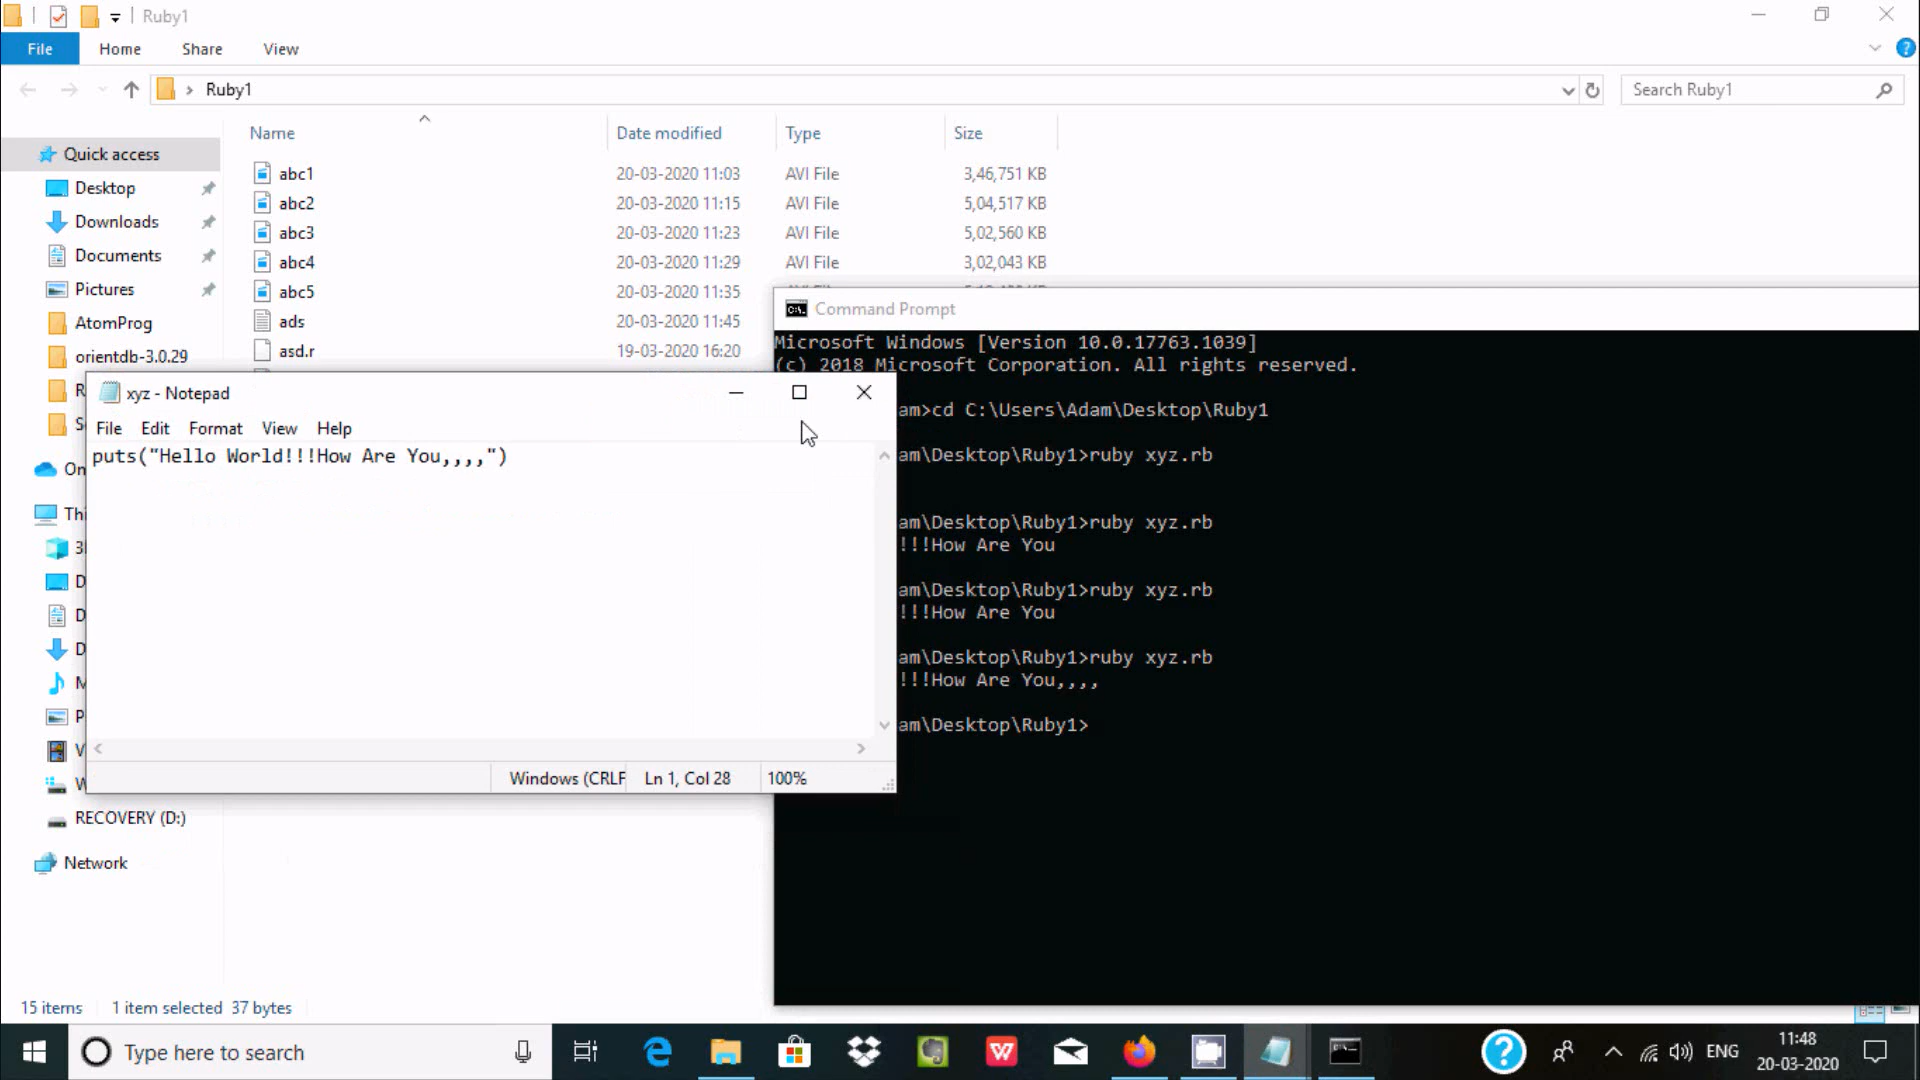 Ruby1
File Home Share View
Ruby1
Search Ruby1
Name Date modified Type Size
Quick access
Desktop
Downloads
Documents
Pictures
AtomProg
orientdb-3.0.29
abc1 20-03-2020 11:03 AVI File 3,46,751 KB
abc2 20-03-2020 11:15 AVI File 5,04,517 KB
abc3 20-03-2020 11:23 AVI File 5,02,560 KB
abc4 20-03-2020 11:29 AVI File 3,02,043 KB
abc5 20-03-2020 11:35
ads 20-03-2020 11:45
asd.r 19-03-2020 16:20
Command Prompt
Microsoft Windows [Version 10.0.17763.1039]
(c) 2018 Microsoft Corporation. All rights reserved.
am>cd C:\Users\Adam\Desktop\Ruby1
am\Desktop\Ruby1>ruby xyz.rb
am\Desktop\Ruby1>ruby xyz.rb
!!!How Are You
am\Desktop\Ruby1>ruby xyz.rb
!!!How Are You
am\Desktop\Ruby1>ruby xyz.rb
!!!How Are You,,,,
am\Desktop\Ruby1>
xyz - Notepad
File Edit Format View Help
puts("Hello World!!!How Are You,,,,")
Windows (CRLF Ln 1, Col 28 100%
RECOVERY (D:)
Network
15 items 1 item selected 37 bytes
Type here to search
ENG
11:48
20-03-2020